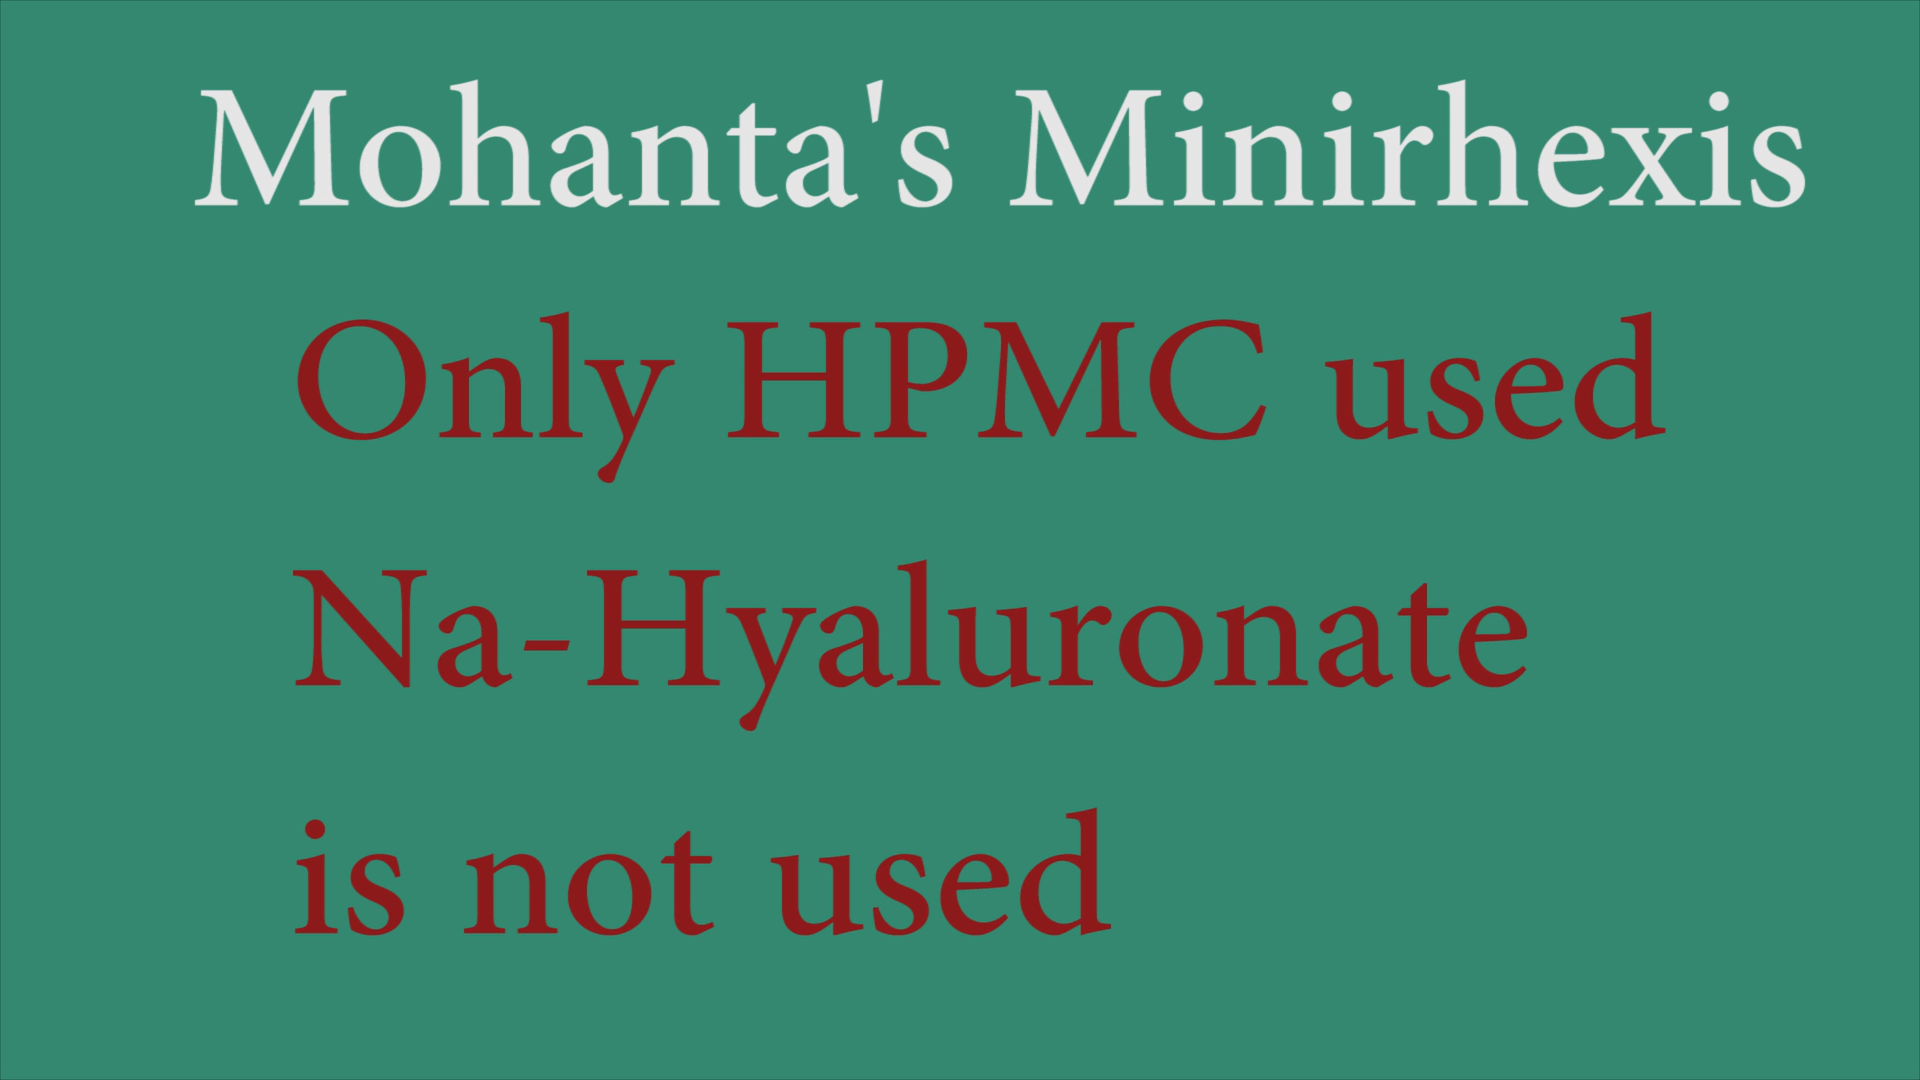 Mohanta's Minirhexis
Only HPMC used
Na-Hyaluronate
is not used